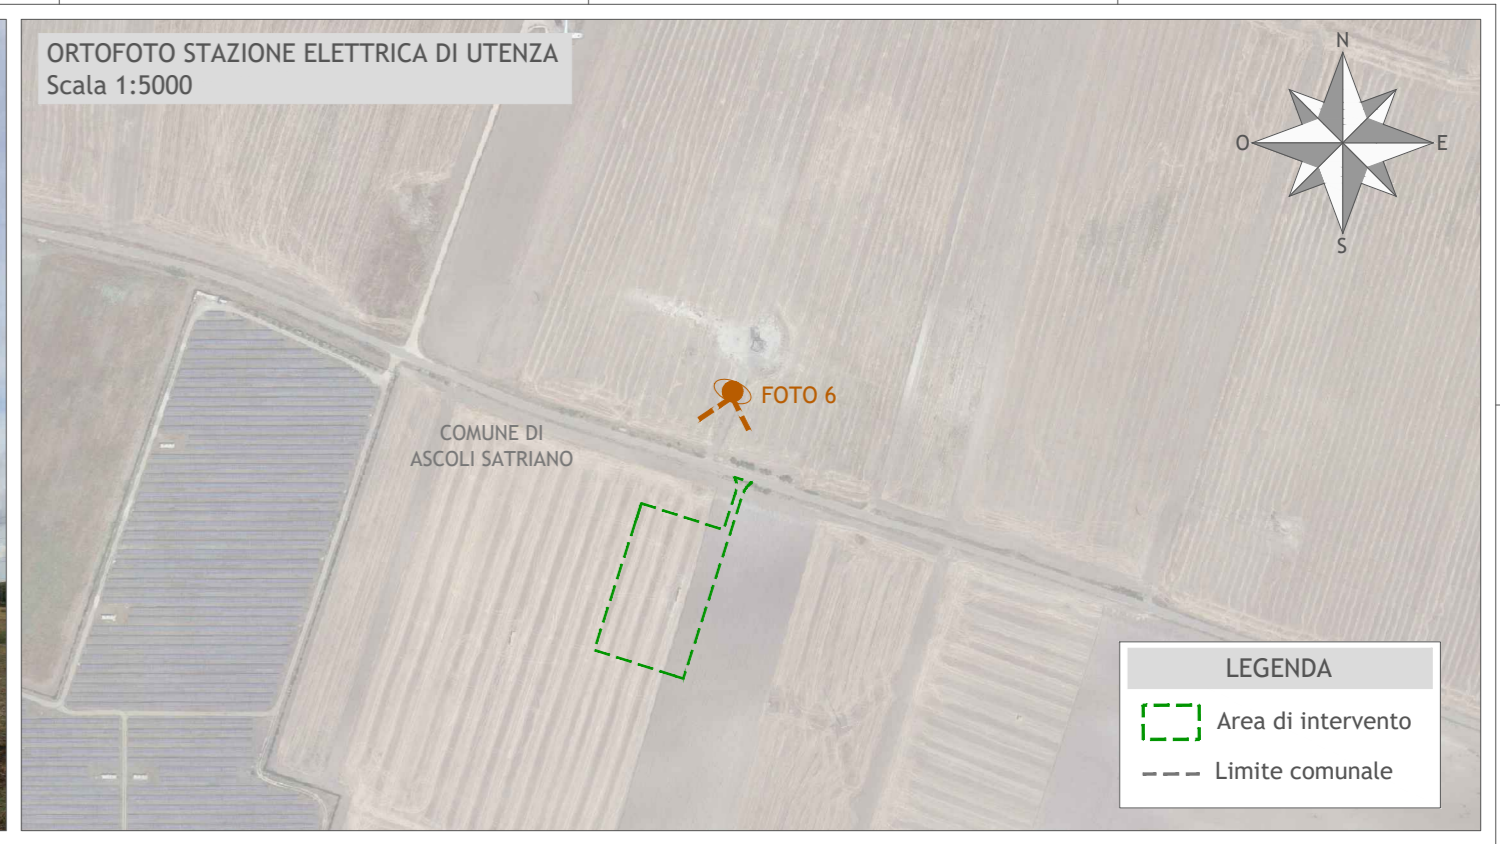 ORTOFOTO STAZIONE ELETTRICA DI UTENZA
Scala 1:5000
N
O
E
S
FOTO 6
COMUNE DI
ASCOLI SATRIANO
LEGENDA
Area di intervento
Limite comunale